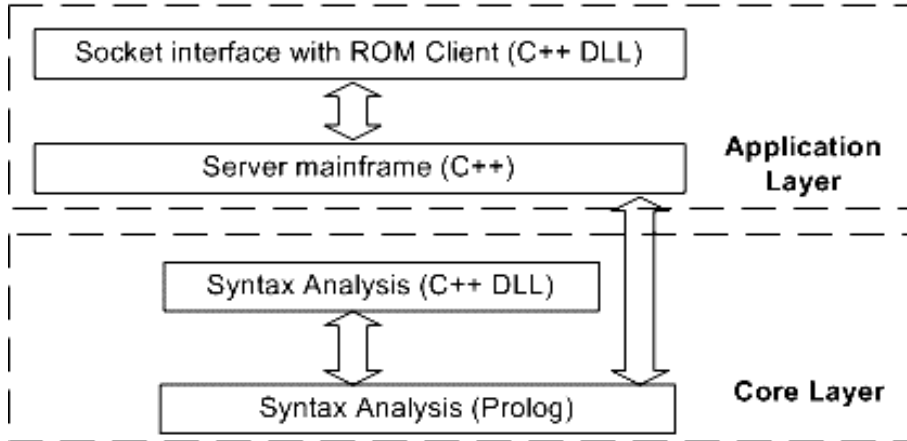 Socket interface with ROM Client (C++ DLL)
Server mainframe (C++)
Application
Layer
Syntax Analysis (C++ DLL)
Syntax Analysis (Prolog)
Core Layer